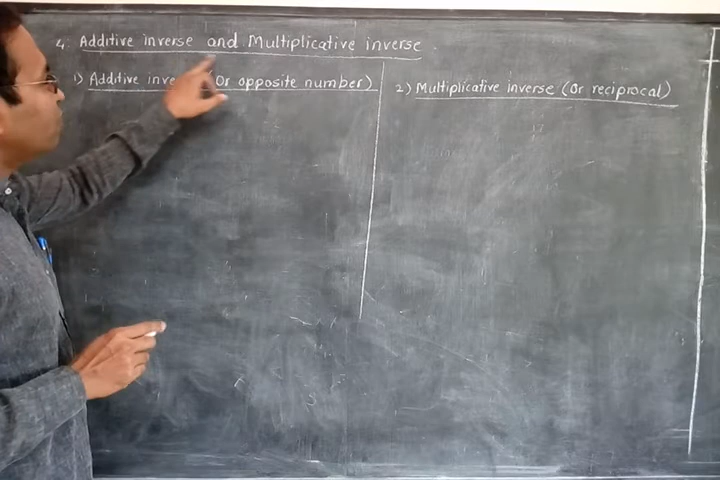 4. Additive inverse and Multiplicative inverse.
1) Additive inve (Or opposite number)
2) Multiplicative inverse (Or reciprocal)